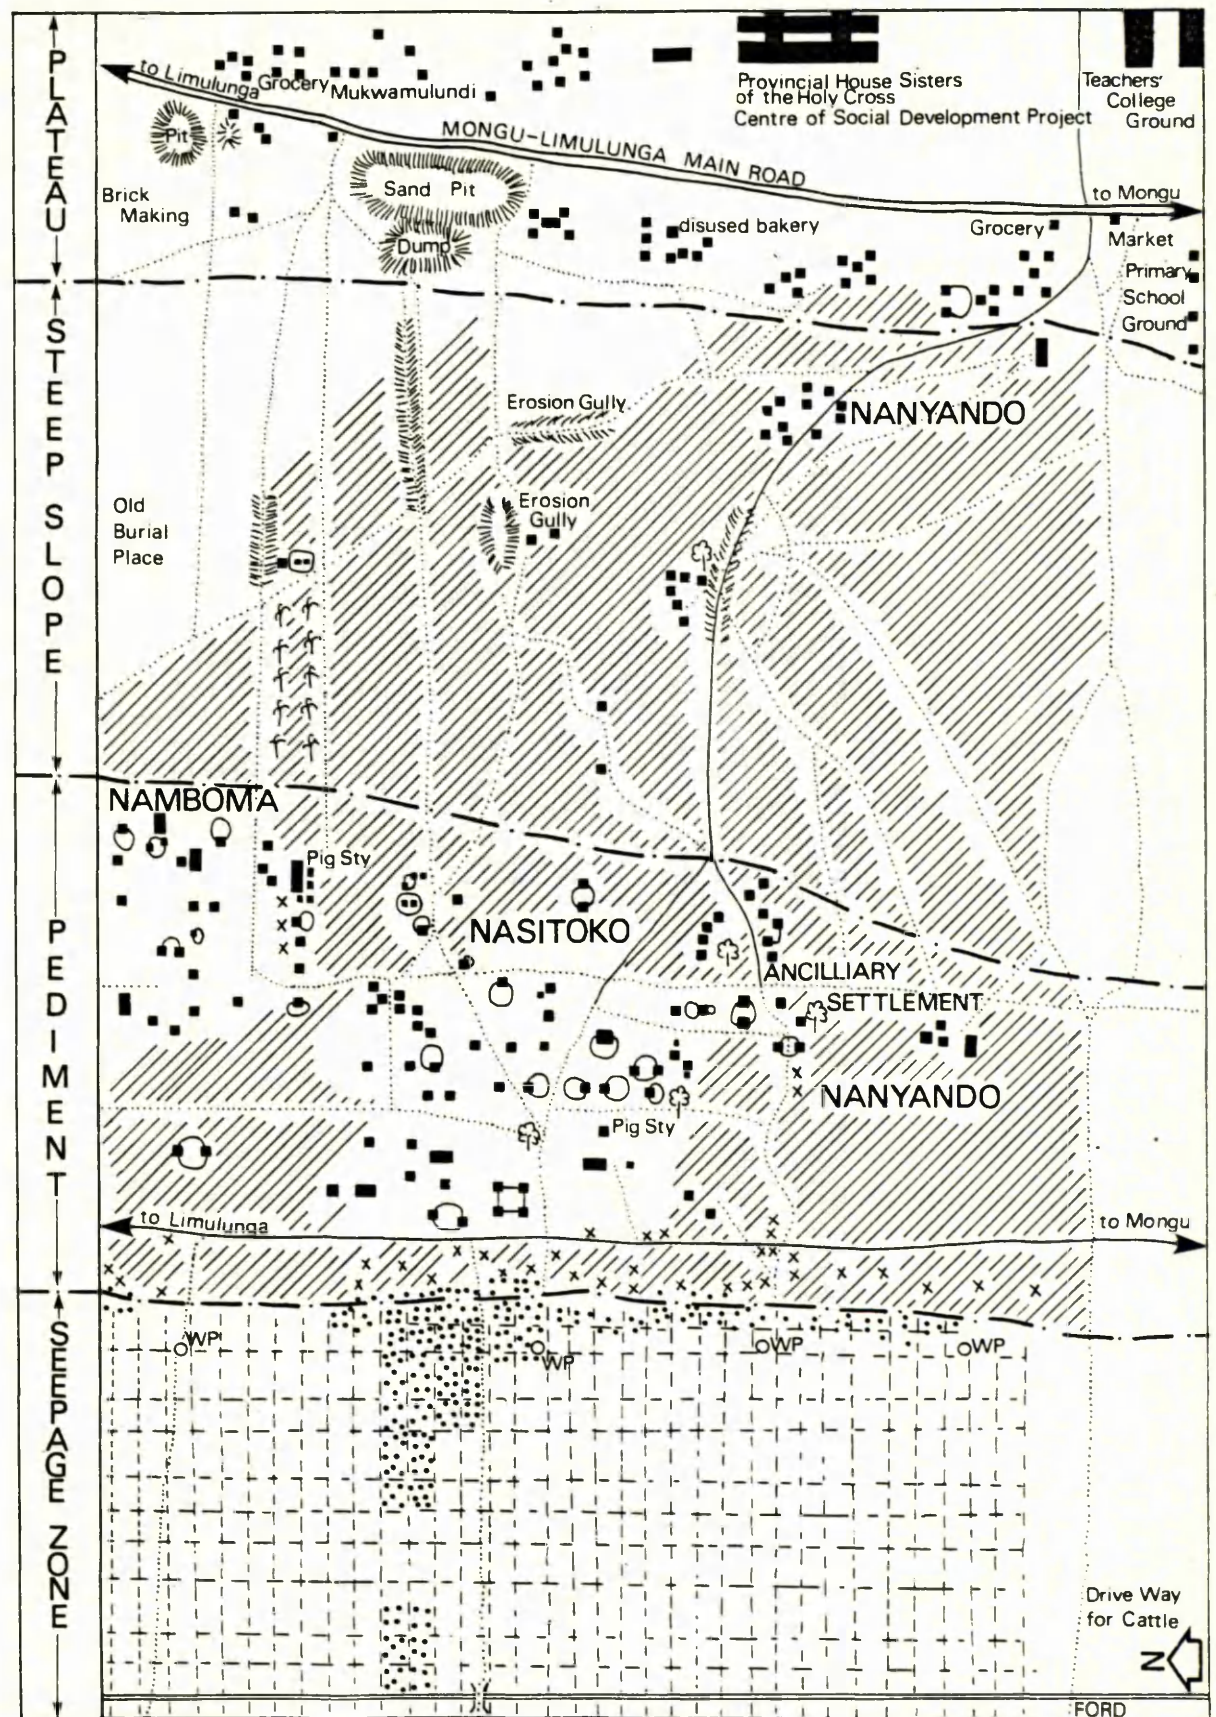 PLATEAU
STEEP SLOPE
PEDIMENT
SEEPAGE ZONE
to Limulunga
Grocery
Mukwamulundi
Provincial House Sisters
of the Holy Cross
Centre of Social Development Project
Teachers'
College
Ground
Pit
MONGU-LIMULUNGA MAIN ROAD
Brick
Making
Sand Pit
Dump
to Mongu
disused bakery
Grocery
Market
Primary
School
Ground
Erosion Gully
NANYANDO
Old
Burial
Place
Erosion
Gully
NAMBOMA
Pig Sty
NASITOKO
ANCILLIARY
SETTLEMENT
NANYANDO
Pig Sty
to Limulunga
to Mongu
WP
WP
WP
WP
Drive Way
for Cattle
N
FORD